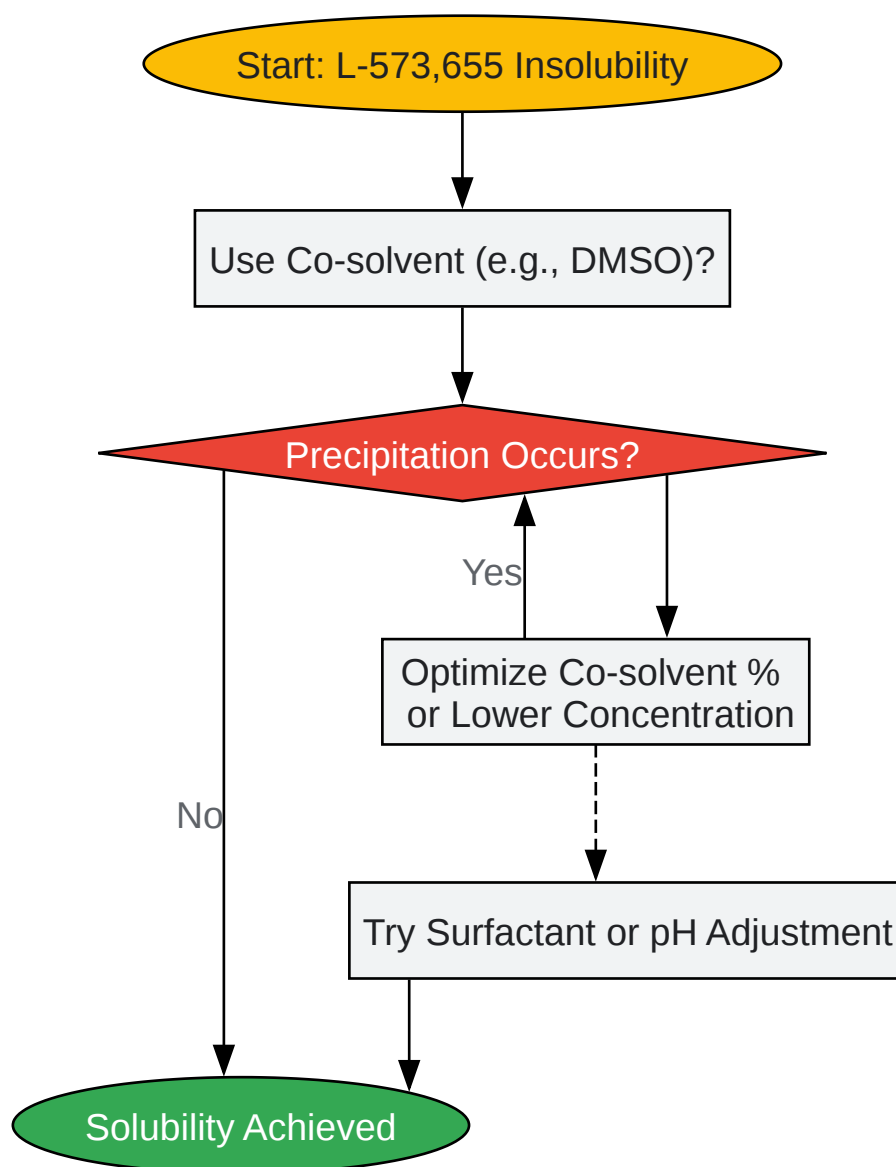 Start: L-573,655 Insolubility
Use Co-solvent (e.g., DMSO)?
Precipitation Occurs?
Yes
Optimize Co-solvent %
or Lower Concentration
No
Try Surfactant or pH Adjustment
Solubility Achieved